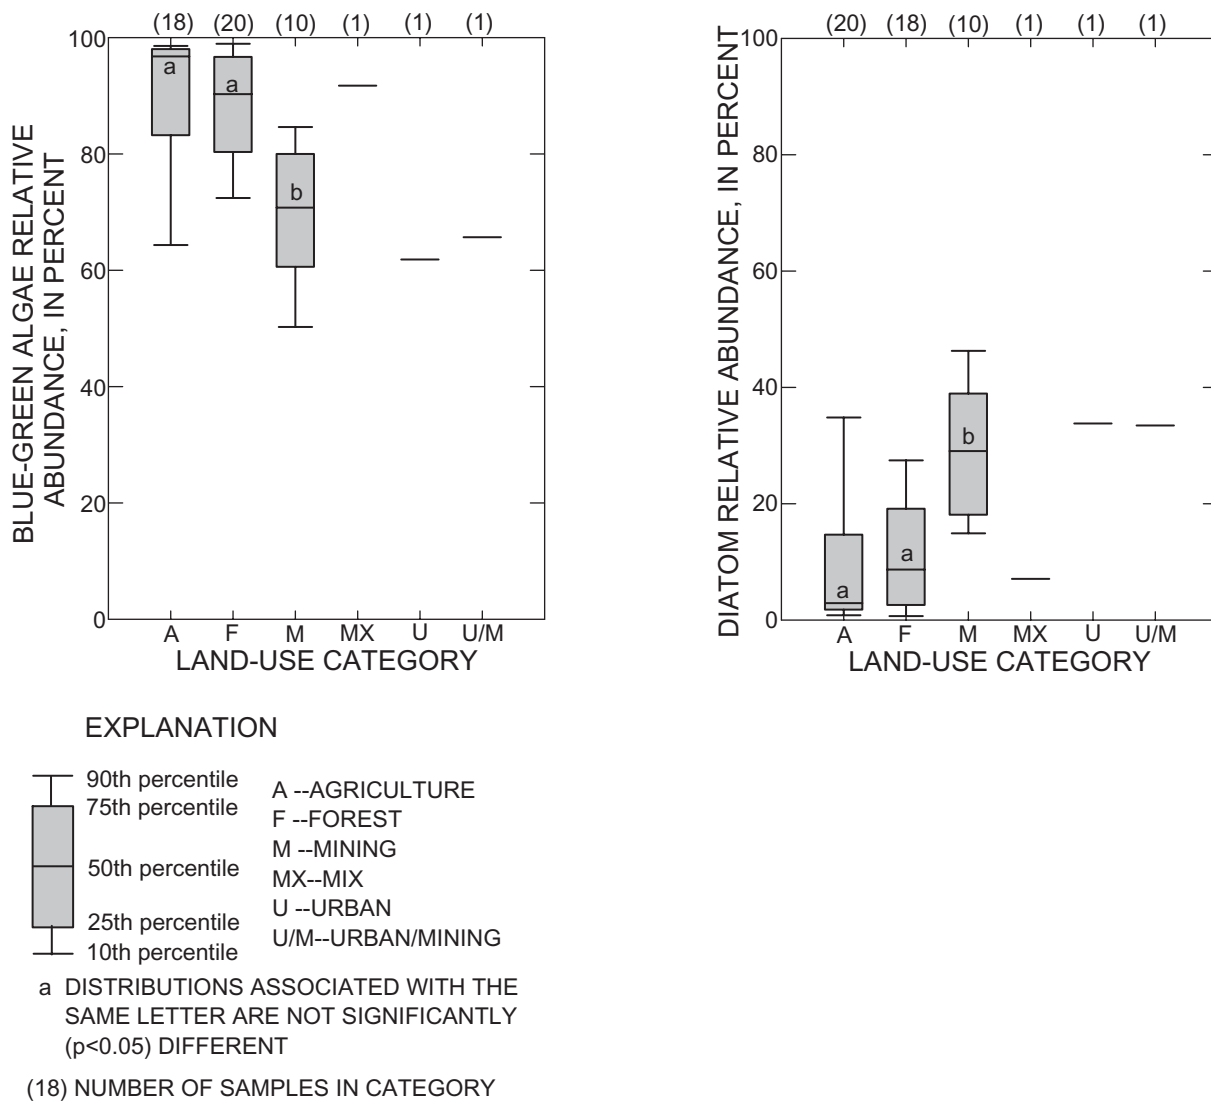 (18) (20) (10) (1) (1) (1)
100
80
60
40
20
0
BLUE-GREEN ALGAE RELATIVE
ABUNDANCE, IN PERCENT
a
a
b
A F M MX U U/M
LAND-USE CATEGORY
(20) (18) (10) (1) (1) (1)
100
80
60
40
20
0
DIATOM RELATIVE ABUNDANCE, IN PERCENT
a
a
b
A F M MX U U/M
LAND-USE CATEGORY
EXPLANATION
90th percentile
75th percentile
50th percentile
25th percentile
10th percentile
A --AGRICULTURE
F --FOREST
M --MINING
MX--MIX
U --URBAN
U/M--URBAN/MINING
a DISTRIBUTIONS ASSOCIATED WITH THE
SAME LETTER ARE NOT SIGNIFICANTLY
(p<0.05) DIFFERENT
(18) NUMBER OF SAMPLES IN CATEGORY